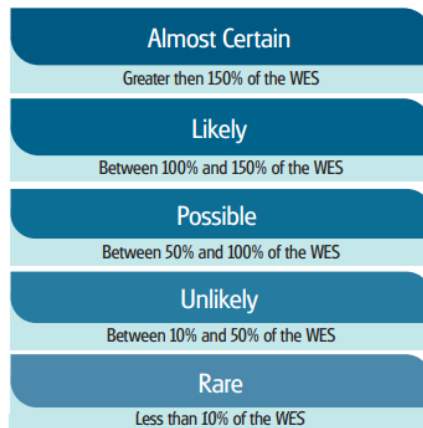 Almost Certain
Greater then 150% of the WES
Likely
Between 100% and 150% of the WES
Possible
Between 50% and 100% of the WES
Unlikely
Between 10% and 50% of the WES
Rare
Less than 10% of the WES